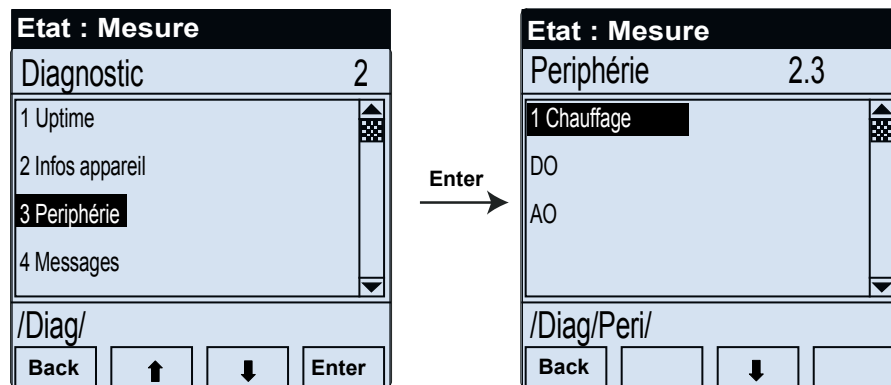 Etat : Mesure
Diagnostic 2
1 Uptime
2 Infos appareil
3 Periphérie
4 Messages
/Diag/
Back Enter
Enter
Etat : Mesure
Periphérie 2.3
1 Chauffage
DO
AO
/Diag/Peri/
Back